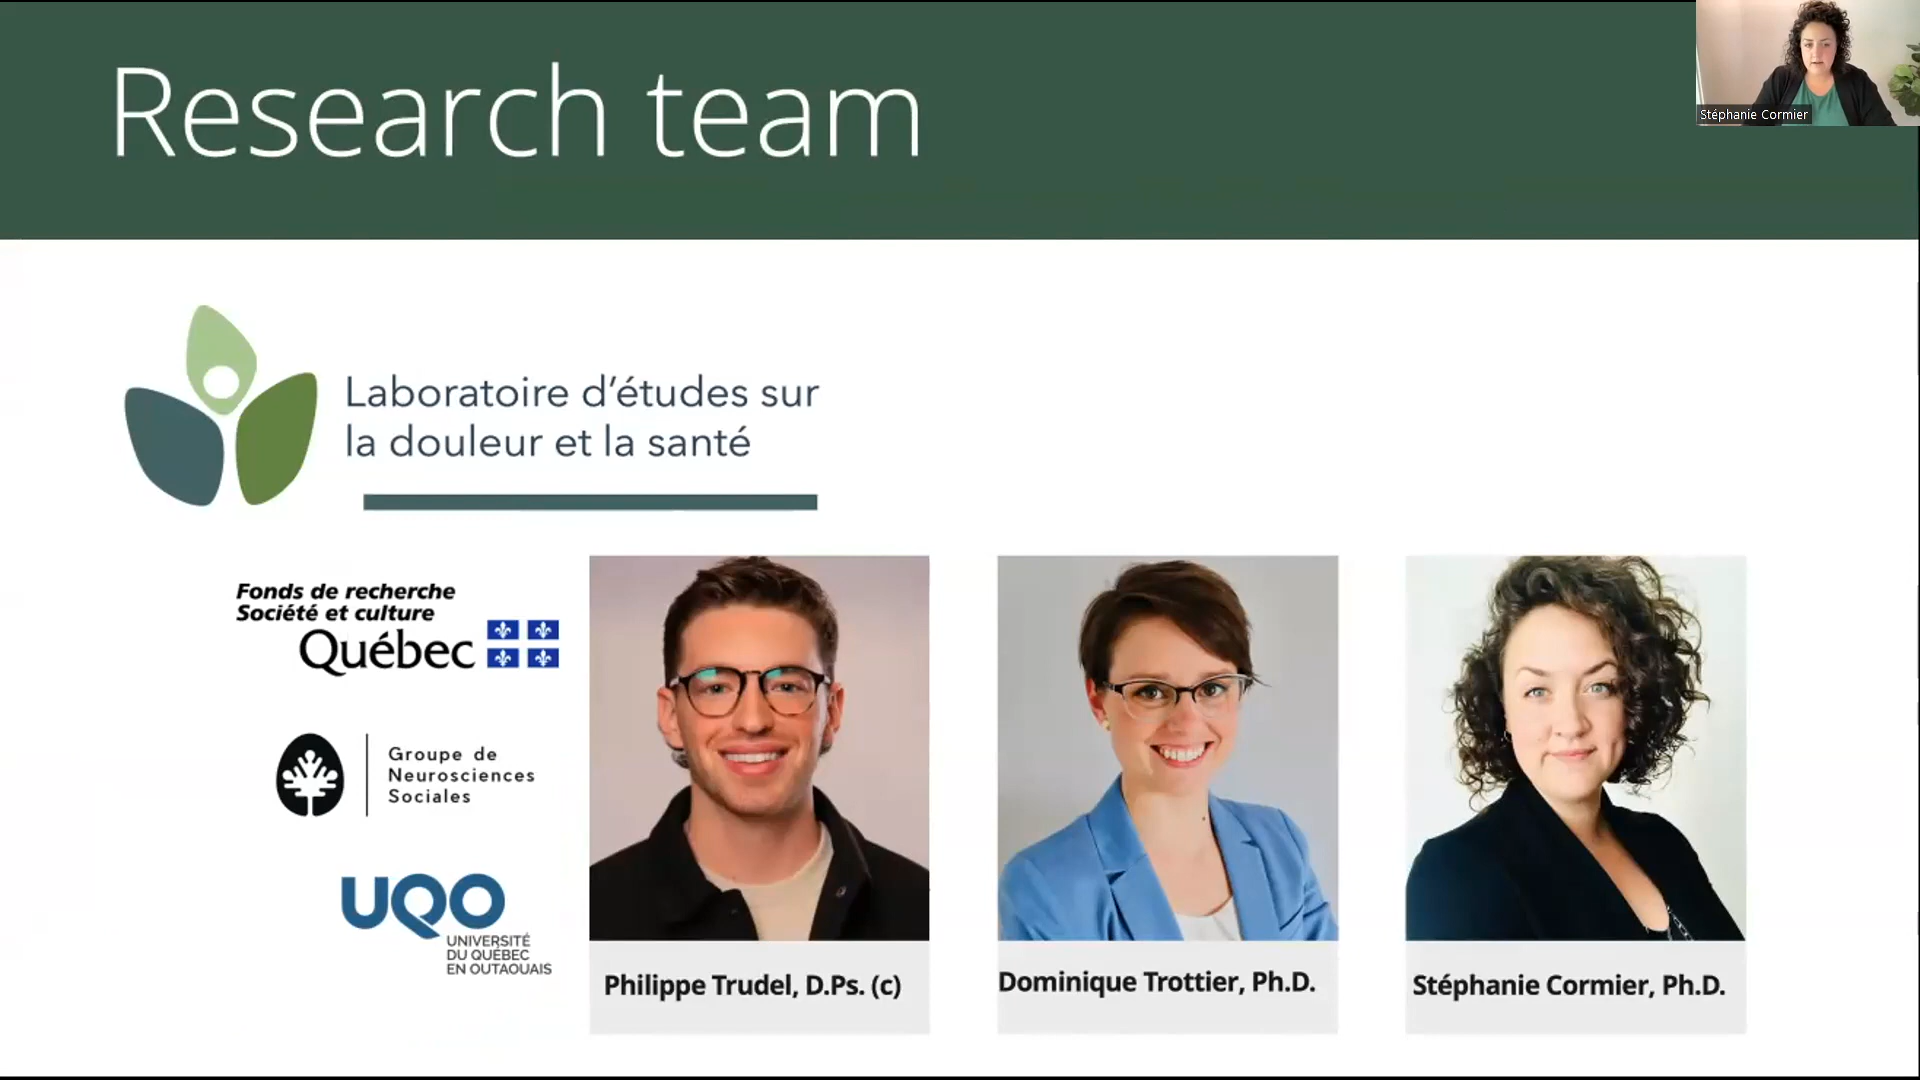 Research team
Stéphanie Cormier
Laboratoire d'études sur
la douleur et la santé
Fonds de recherche
Société et culture
Québec
Groupe de
Neurosciences
Sociales
UQO
UNIVERSITÉ
DU QUÉBEC
EN OUTAOUAIS
Philippe Trudel, D.Ps. (c)
Dominique Trottier, Ph.D.
Stéphanie Cormier, Ph.D.